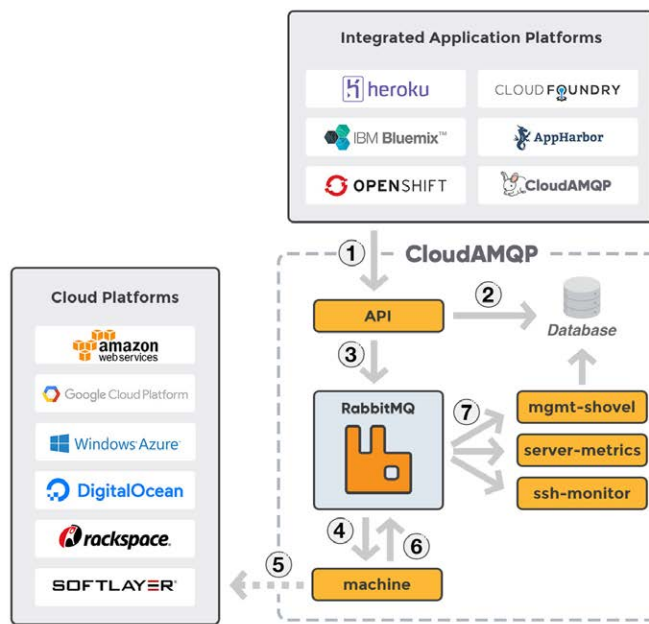 Integrated Application Platforms
heroku
CLOUD FOUNDRY
IBM Bluemix™
AppHarbor
OPENSHIFT
CloudAMQP
1
CloudAMQP
API
2
Database
3
RabbitMQ
7
mgmt-shovel
server-metrics
ssh-monitor
4
6
5
machine
Cloud Platforms
amazon
webservices
Google Cloud Platform
Windows Azure
DigitalOcean
rackspace.
SOFTLAYER®